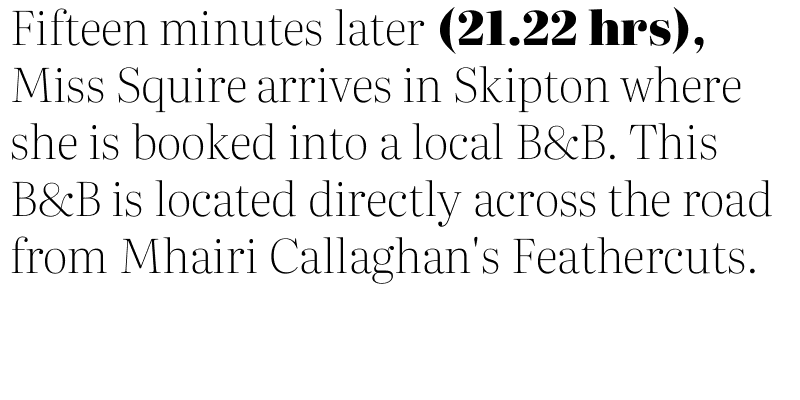 Fifteen minutes later (21.22 hrs),
Miss Squire arrives in Skipton where
she is booked into a local B&B. This
B&B is located directly across the road
from Mhairi Callaghan's Feathercuts.